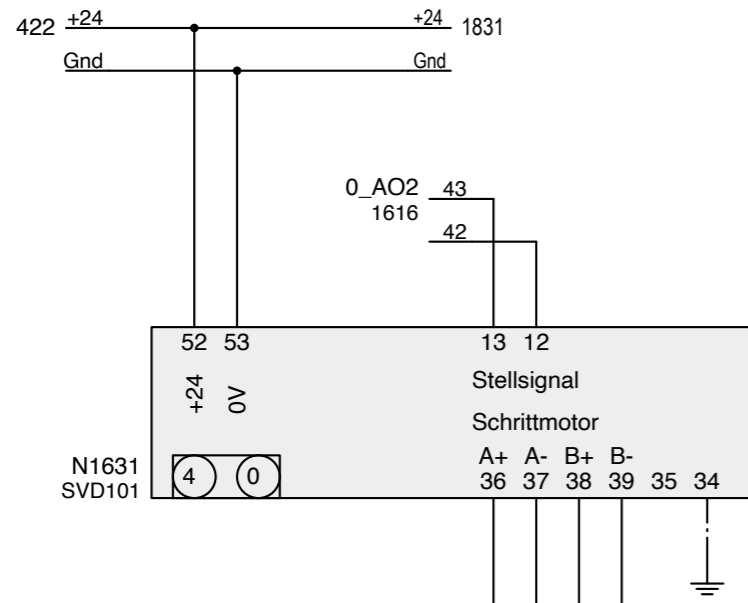 422 +24 +24 1831
Gnd Gnd
0_AO2 43
1616
42
52 53 13 12
+24 0V
Stellsignal
Schrittmotor
A+ A- B+ B-
N1631 4 0 36 37 38 39 35 34
SVD101